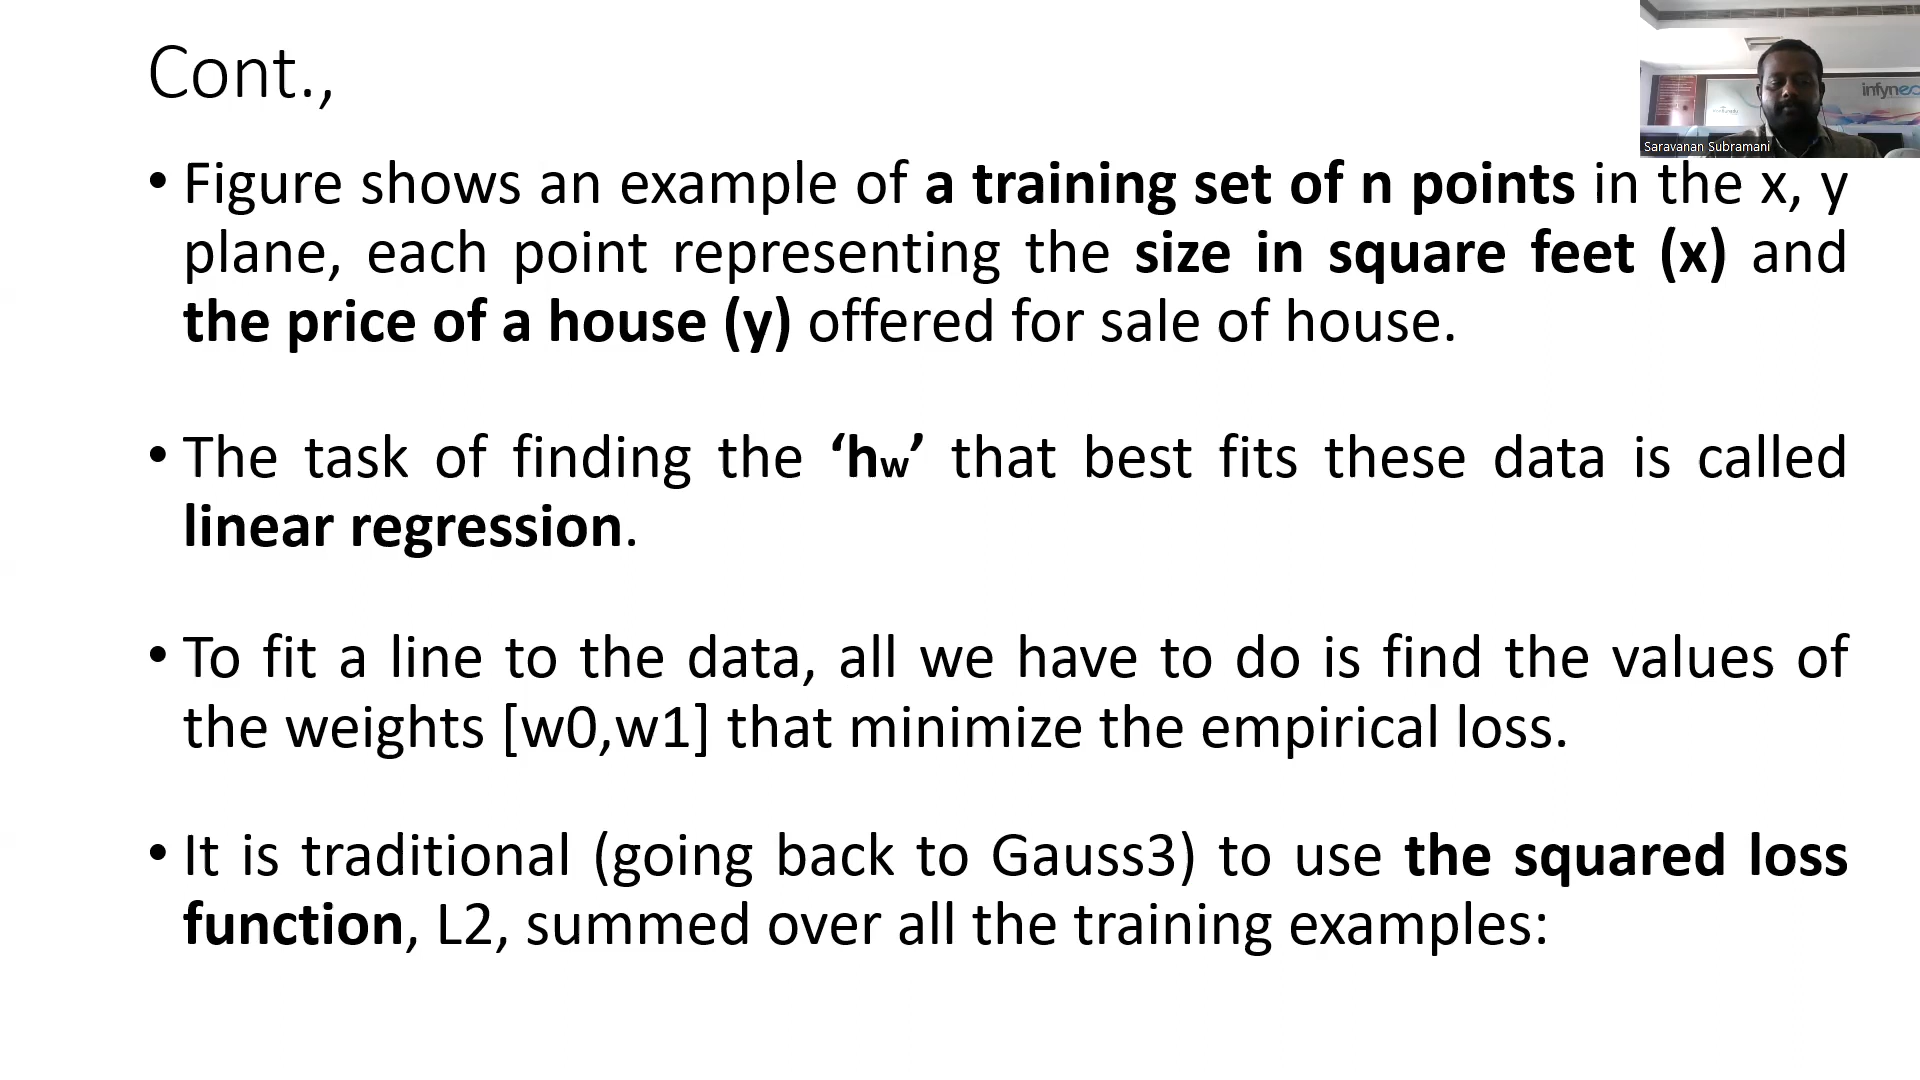 Cont.,
infyneo
Saravanan Subramani
• Figure shows an example of a training set of n points in the x, y
plane, each point representing the size in square feet (x) and
the price of a house (y) offered for sale of house.
• The task of finding the ‘hw’ that best fits these data is called
linear regression.
• To fit a line to the data, all we have to do is find the values of
the weights [w0,w1] that minimize the empirical loss.
• It is traditional (going back to Gauss3) to use the squared loss
function, L2, summed over all the training examples: